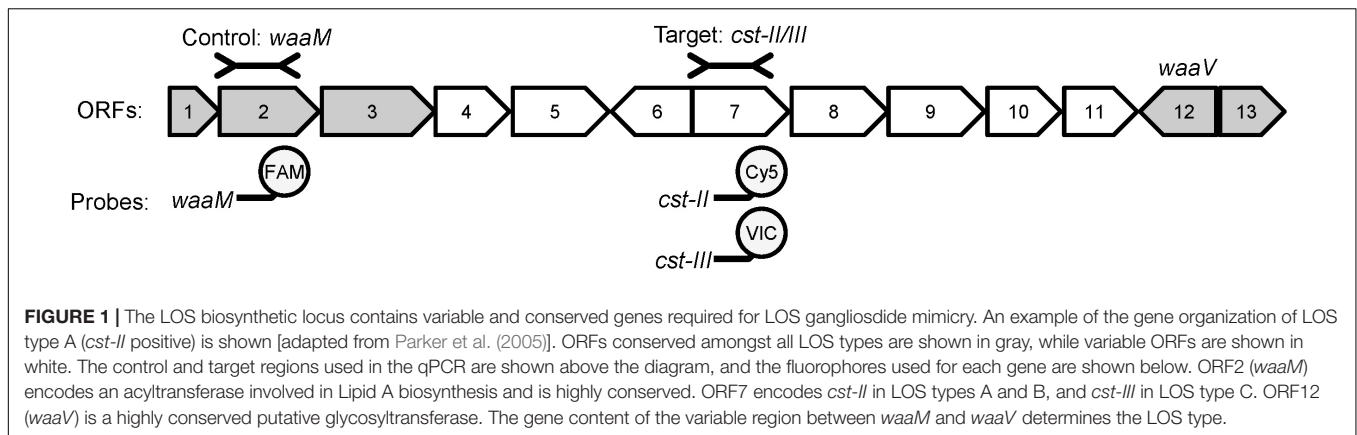 Control: waaM Target: cst-II/III
waaV
ORFs: 1 2 3 4 5 6 7 8 9 10 11 12 13
FAM Cy5
Probes: waaM cst-II
VIC
cst-III
FIGURE 1 | The LOS biosynthetic locus contains variable and conserved genes required for LOS gangliosdide mimicry. An example of the gene organization of LOS
type A (cst-II positive) is shown [adapted from Parker et al. (2005)]. ORFs conserved amongst all LOS types are shown in gray, while variable ORFs are shown in
white. The control and target regions used in the qPCR are shown above the diagram, and the fluorophores used for each gene are shown below. ORF2 (waaM)
encodes an acyltransferase involved in Lipid A biosynthesis and is highly conserved. ORF7 encodes cst-II in LOS types A and B, and cst-III in LOS type C. ORF12
(waaV) is a highly conserved putative glycosyltransferase. The gene content of the variable region between waaM and waaV determines the LOS type.